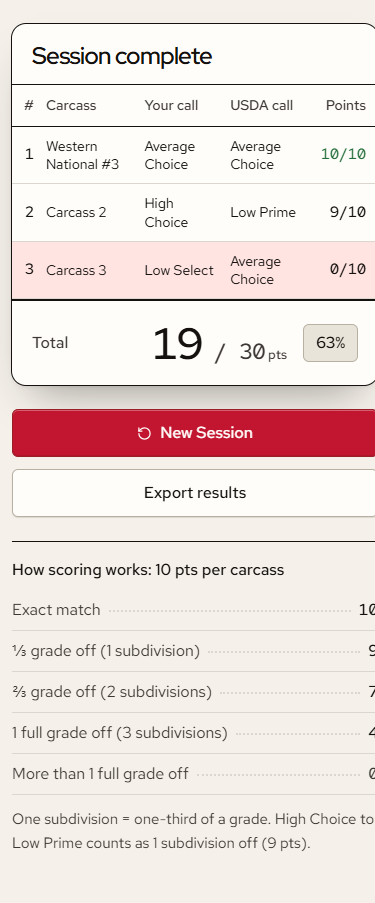 Session complete
# Carcass Your call USDA call Points
1 Western National #3 Average Choice Average Choice 10/10
2 Carcass 2 High Choice Low Prime 9/10
3 Carcass 3 Low Select Average Choice 0/10
Total 19 / 30 pts 63%
New Session
Export results
How scoring works: 10 pts per carcass
Exact match 10
⅓ grade off (1 subdivision) 9
⅔ grade off (2 subdivisions) 7
1 full grade off (3 subdivisions) 4
More than 1 full grade off 0
One subdivision = one-third of a grade. High Choice to
Low Prime counts as 1 subdivision off (9 pts).